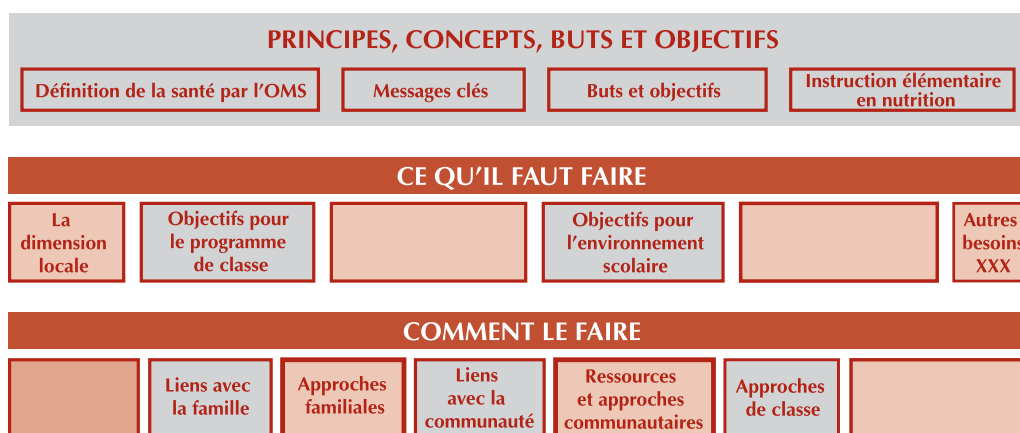 PRINCIPES, CONCEPTS, BUTS ET OBJECTIFS
Définition de la santé par l'OMS
Messages clés
Buts et objectifs
Instruction élémentaire
en nutrition
CE QU'IL FAUT FAIRE
La
dimension
locale
Objectifs pour
le programme
de classe
Objectifs pour
l'environnement
scolaire
Autres
besoins
XXX
COMMENT LE FAIRE
Liens avec
la famille
Approches
familiales
Liens
avec la
communauté
Ressources
et approches
communautaires
Approches
de classe